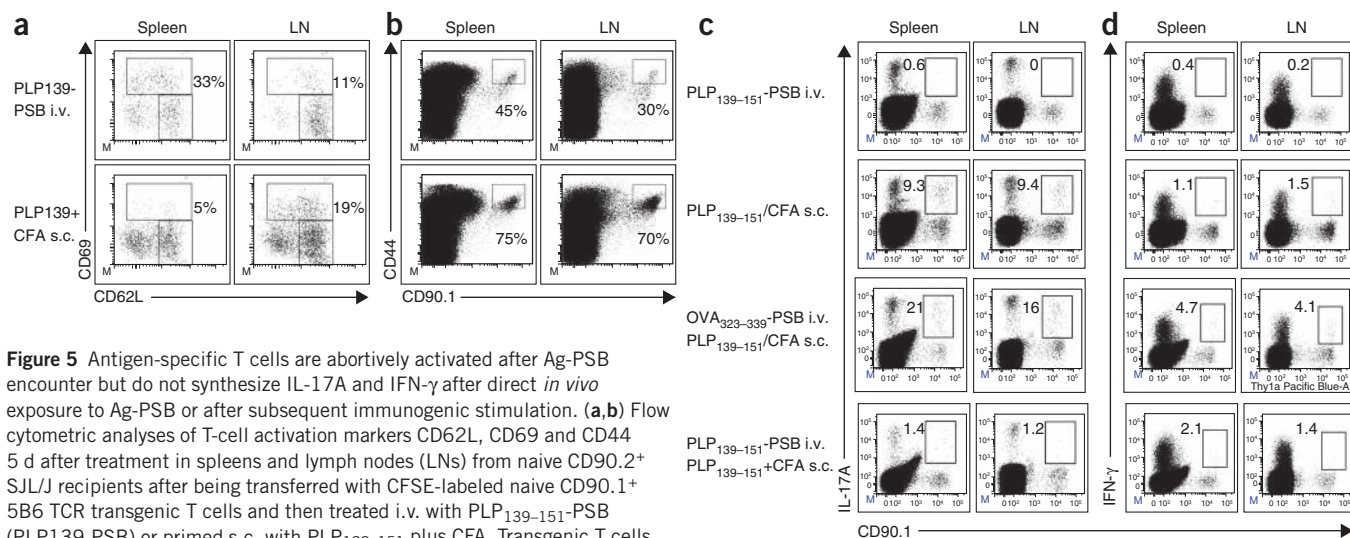 a
Spleen
LN
CD69
PLP139-
PSB i.v.
33%
11%
M
M
PLP139+
CFA s.c.
5%
19%
M
M
CD62L
b
Spleen
LN
CD44
45%
30%
M
M
75%
70%
M
M
CD90.1
c
Spleen
LN
IL-17A
PLP139–151-PSB i.v.
0.6
0
PLP139–151/CFA s.c.
9.3
9.4
OVA323–339-PSB i.v.
PLP139–151/CFA s.c.
21
16
PLP139–151-PSB i.v.
PLP139–151+CFA s.c.
1.4
1.2
CD90.1
d
Spleen
LN
IFN-γ
0.4
0.2
1.1
1.5
4.7
4.1
Thy1a Pacific Blue-A
2.1
1.4
Figure 5 Antigen-specific T cells are abortively activated after Ag-PSB
encounter but do not synthesize IL-17A and IFN-γ after direct in vivo
exposure to Ag-PSB or after subsequent immunogenic stimulation. (a,b) Flow
cytometric analyses of T-cell activation markers CD62L, CD69 and CD44
5 d after treatment in spleens and lymph nodes (LNs) from naive CD90.2+
SJL/J recipients after being transferred with CFSE-labeled naive CD90.1+
5B6 TCR transgenic T cells and then treated i.v. with PLP139–151-PSB
(PLP139-PSB) or primed s.c. with PLP139–151 plus CFA. Transgenic T cells